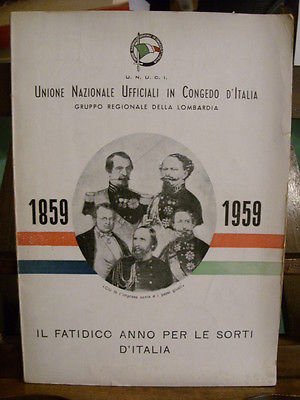 U. N. U. C. I.
UNIONE NAZIONALE UFFICIALI IN CONGEDO D'ITALIA
GRUPPO REGIONALE DELLA LOMBARDIA
1859 1959
IL FATIDICO ANNO PER LE SORTI
D'ITALIA